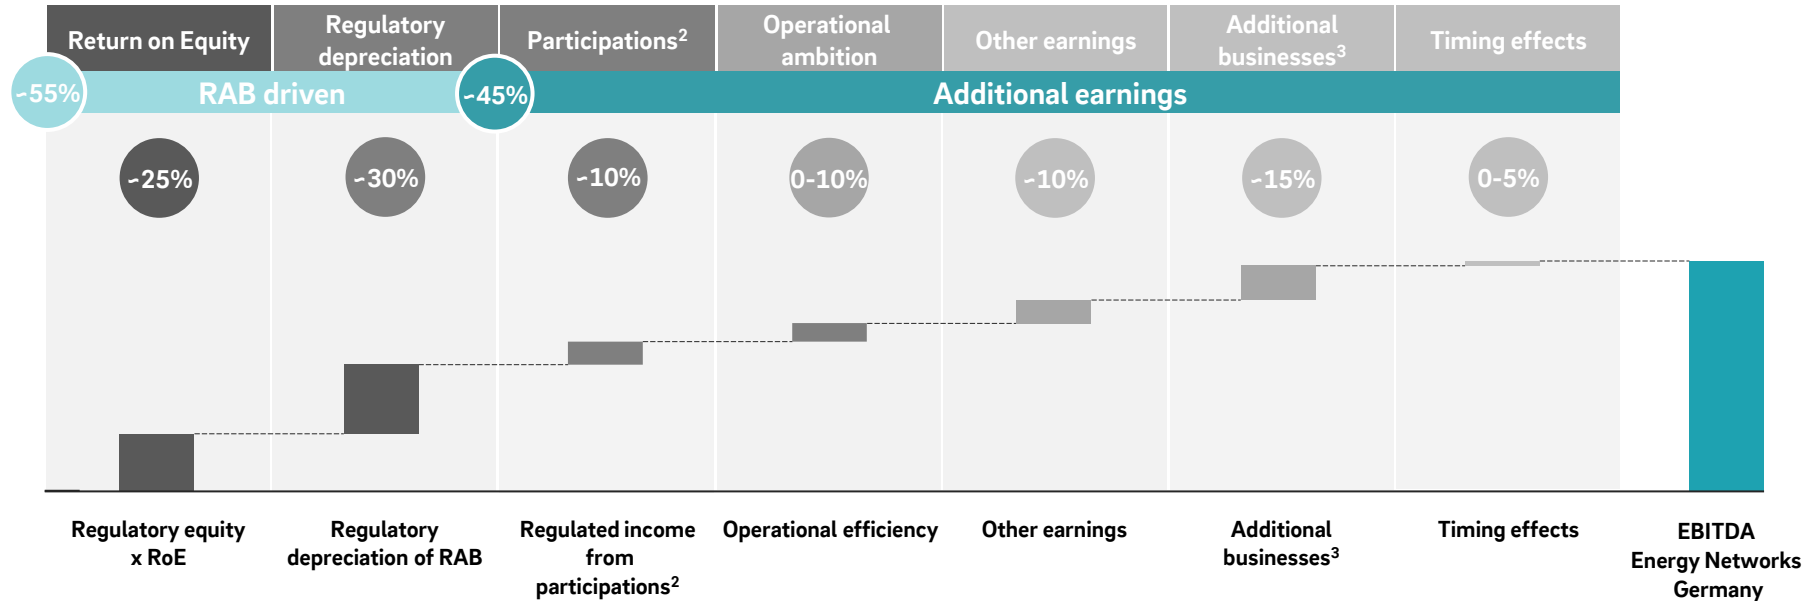 Return on Equity
Regulatory
depreciation
Participations²
Operational
ambition
Other earnings
Additional
businesses³
Timing effects
~55%
RAB driven
~45%
Additional earnings
~25%
~30%
~10%
0-10%
~10%
~15%
0-5%
Regulatory equity
x RoE
Regulatory
depreciation of RAB
Regulated income
from
participations²
Operational efficiency
Other earnings
Additional
businesses³
Timing effects
EBITDA
Energy Networks
Germany